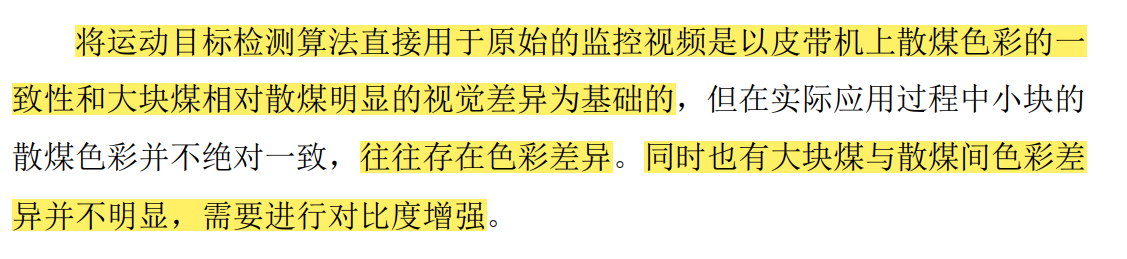 将运动目标检测算法直接用于原始的监控视频是以皮带机上散煤色彩的一
致性和大块煤相对散煤明显的视觉差异为基础的，但在实际应用过程中小块的
散煤色彩并不绝对一致，往往存在色彩差异。同时也有大块煤与散煤间色彩差
异并不明显，需要进行对比度增强。